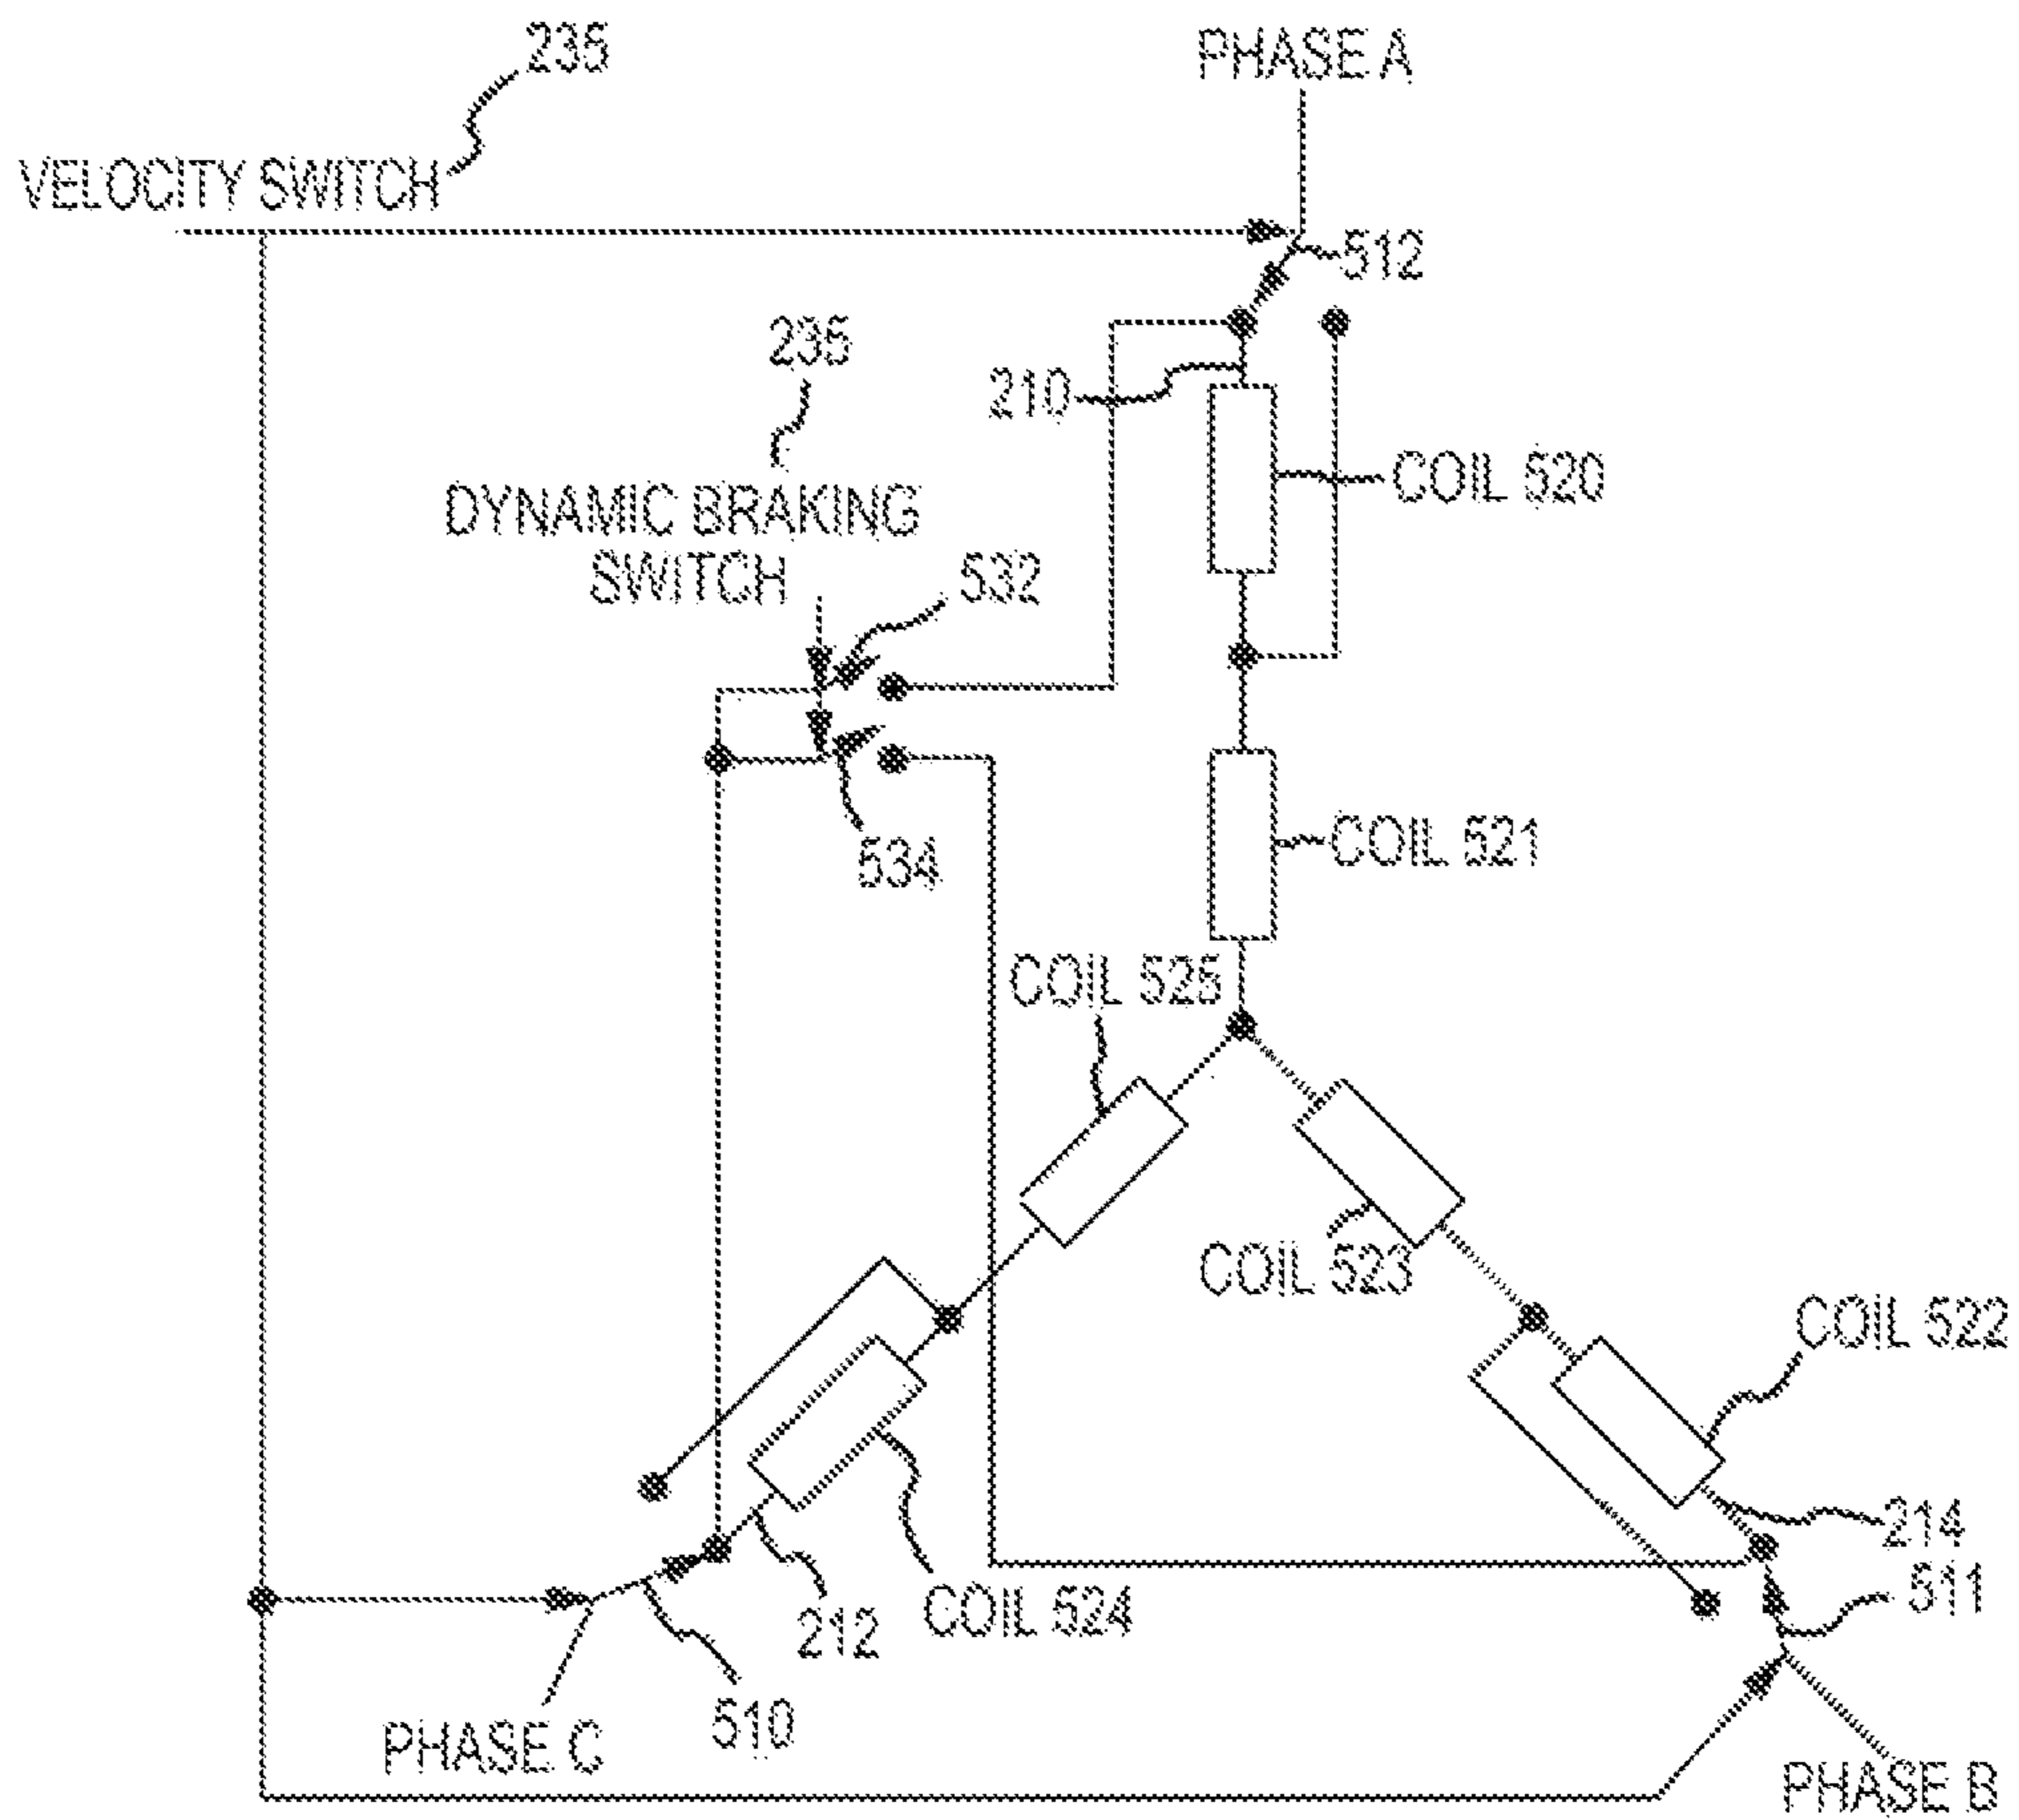 235
PHASE A
VELOCITY SWITCH
512
235
210
DYNAMIC BRAKING
SWITCH
COIL 520
532
534
COIL 521
COIL 525
COIL 523
COIL 522
214
511
COIL 524
212
510
PHASE C
PHASE B